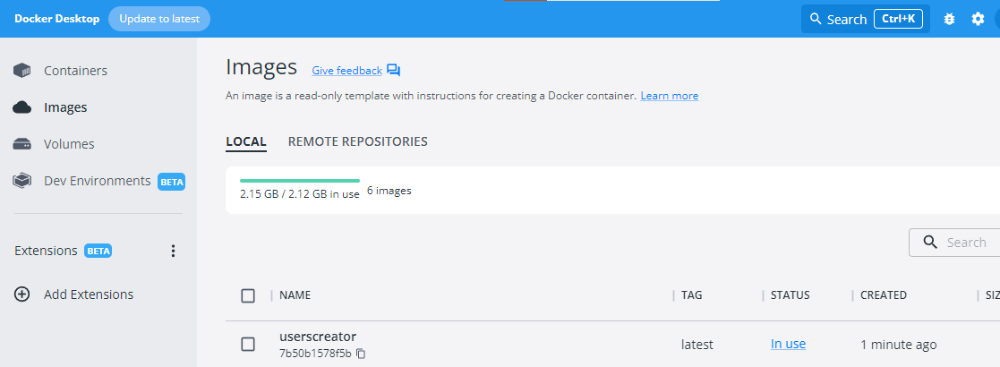 Docker Desktop Update to latest Search Ctrl+K
Containers
Images
Volumes
Dev Environments BETA
Extensions BETA
Add Extensions
Images Give feedback
An image is a read-only template with instructions for creating a Docker container. Learn more
LOCAL REMOTE REPOSITORIES
2.15 GB / 2.12 GB in use 6 images
Search
NAME TAG STATUS CREATED SIZ
userscreator latest In use 1 minute ago
7b50b1578f5b